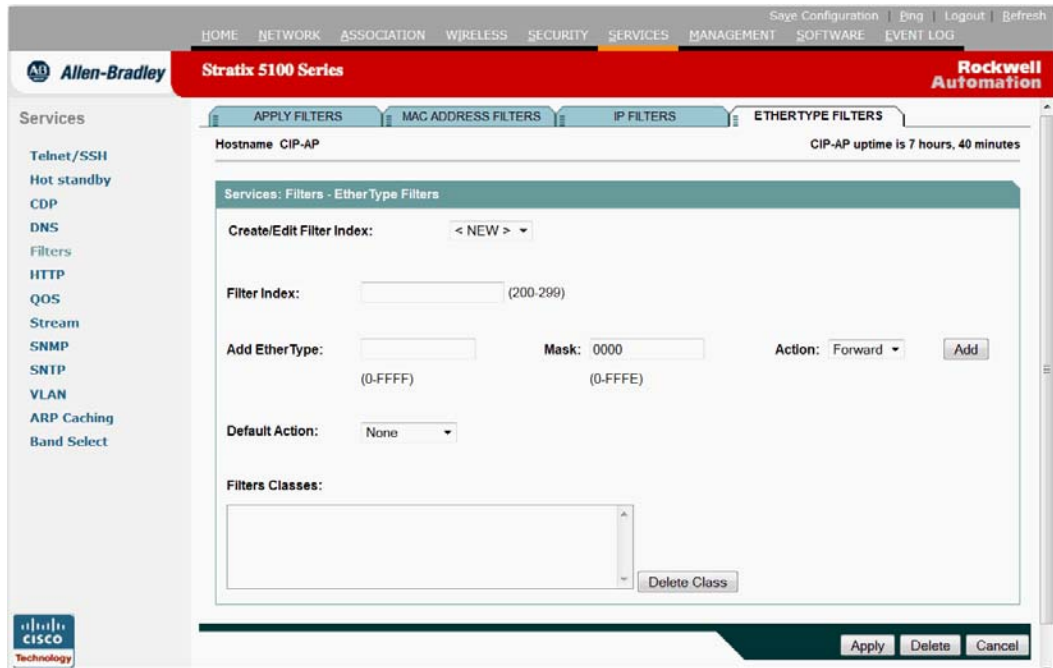 Save Configuration | Ping | Logout | Refresh
HOME NETWORK ASSOCIATION WIRELESS SECURITY SERVICES MANAGEMENT SOFTWARE EVENT LOG
AB Allen-Bradley
Stratix 5100 Series
Rockwell
Automation
Services
Telnet/SSH
Hot standby
CDP
DNS
Filters
HTTP
QOS
Stream
SNMP
SNTP
VLAN
ARP Caching
Band Select
APPLY FILTERS MAC ADDRESS FILTERS IP FILTERS ETHERTYPE FILTERS
Hostname CIP-AP
CIP-AP uptime is 7 hours, 40 minutes
Services: Filters - EtherType Filters
Create/Edit Filter Index: < NEW >
Filter Index: (200-299)
Add EtherType: Mask: 0000 Action: Forward Add
(0-FFFF) (0-FFFE)
Default Action: None
Filters Classes:
Delete Class
Apply Delete Cancel
CISCO
Technology